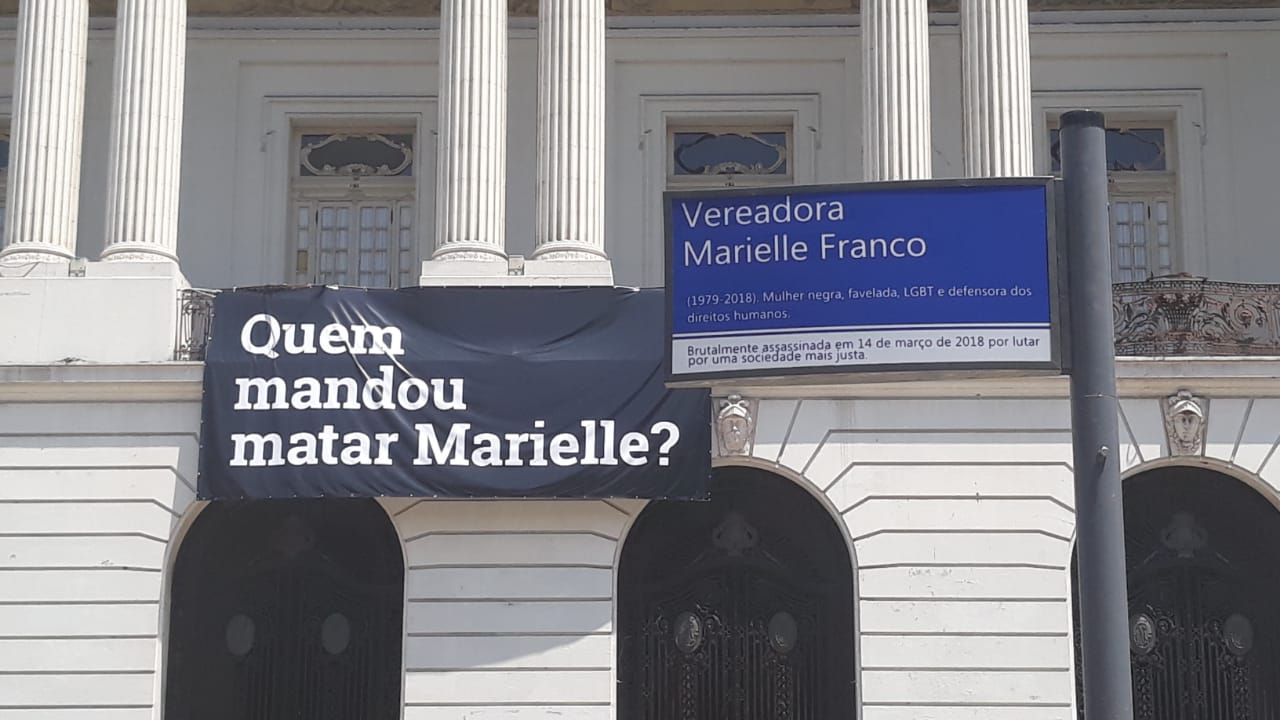 Quem
mandou
matar Marielle?
Vereadora
Marielle Franco
(1979-2018). Mulher negra, favelada, LGBT e defensora dos
direitos humanos.
Brutalmente assassinada em 14 de março de 2018 por lutar
por uma sociedade mais justa.